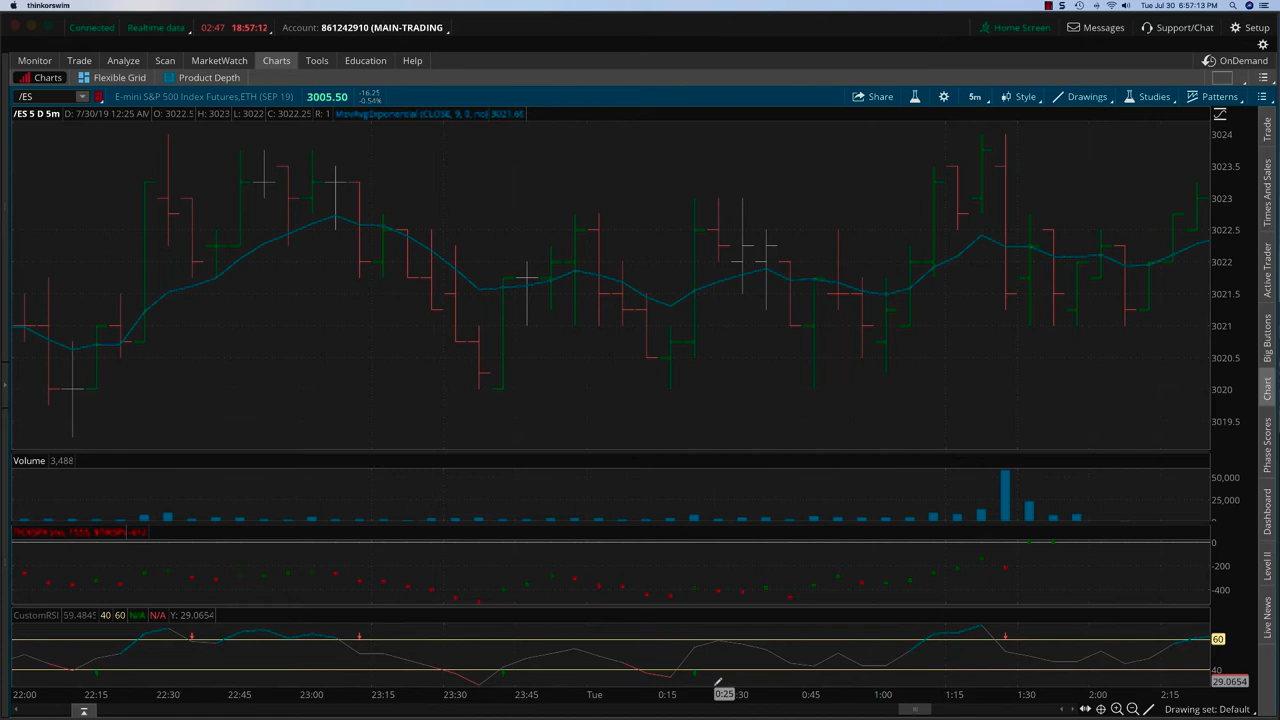 thinkorswim
Tue Jul 30 6:57:13 PM
Connected Realtime data 02:47 18:57:12 Account: 861242910 (MAIN-TRADING Home Screen Messages Support/Chat Setup
Monitor Trade Analyze Scan MarketWatch Charts Tools Education Help OnDemand
Charts Flexible Grid Product Depth
/ES E-mini S&P 500 Index Futures,ETH (SEP 19) 3005.50 -16.25 -0.54% Share 5m Style Drawings Studies Patterns
/ES 5 D 5m D: 7/30/19 12:25 AM O: 3022.5 H: 3023 L: 3022 C: 3022.25 R: 1 MovAvgExponential (CLOSE, 9, 0, no)
3024
3023.5
3023
3022.5
3022
3021.5
3021
3020.5
3020
3019.5
Volume 3,488
50,000
25,000
0
0
-200
-400
CustomRSI 59.4845 40 60 N/A N/A Y: 29.0654
60
40
29.0654
22:00 22:15 22:30 22:45 23:00 23:15 23:30 23:45 Tue 0:15 0:25 :30 0:45 1:00 1:15 1:30 1:45 2:00 2:15
Drawing set: Default
Trade
Times And Sales
Active Trader
Big Buttons
Chart
Phase Scores
Dashboard
Level II
Live News